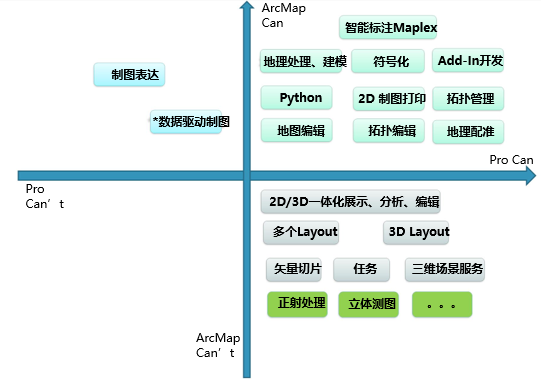 ArcMap
Can
智能标注Maplex
地理处理、建模
符号化
Add-In开发
制图表达
Python
2D 制图打印
拓扑管理
*数据驱动制图
地图编辑
拓扑编辑
地理配准
Pro Can
Pro
Can't
2D/3D一体化展示、分析、编辑
多个Layout
3D Layout
矢量切片
任务
三维场景服务
正射处理
立体测图
。。。
ArcMap
Can't